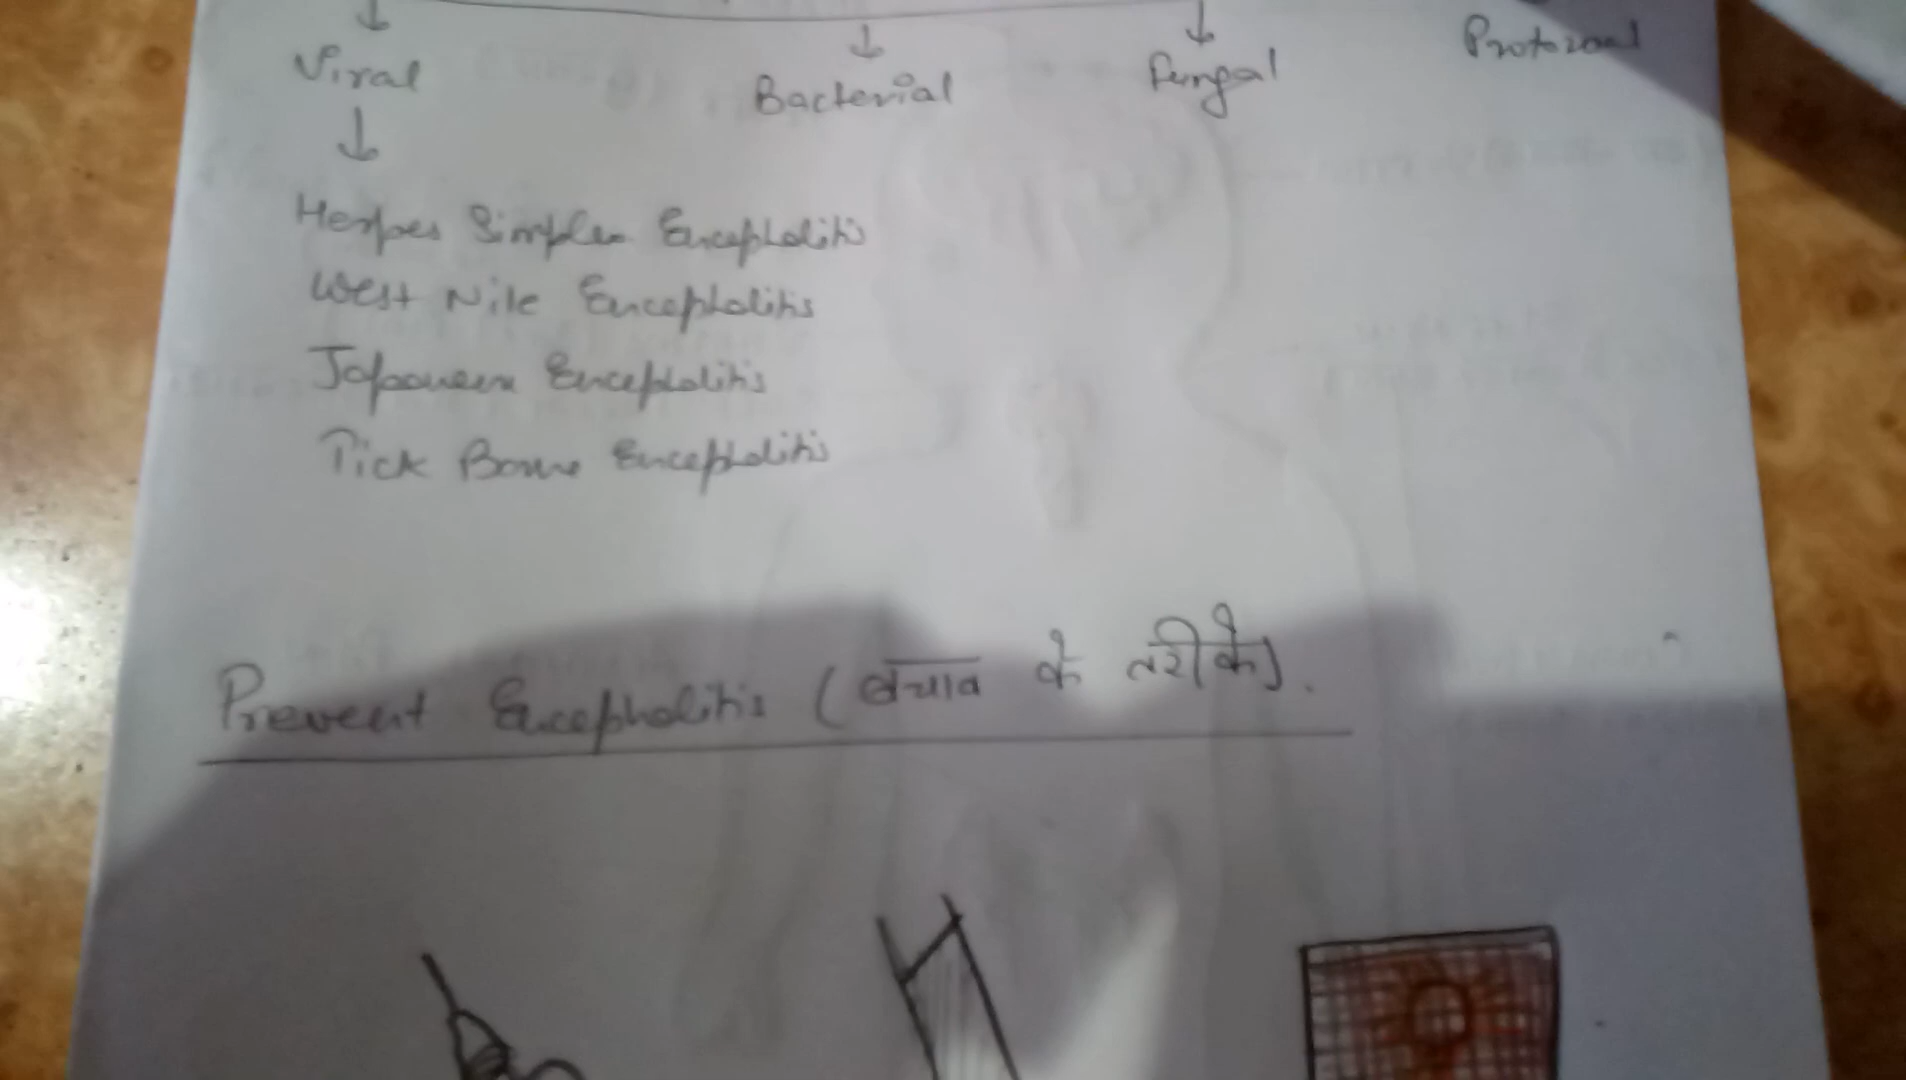 Viral Bacterial Fungal Protozoal
Herpes Simplex Encephalitis
West Nile Encephalitis
Japanese Encephalitis
Tick Borne Encephalitis
Prevent Encephalitis (बचाव के तरीके).